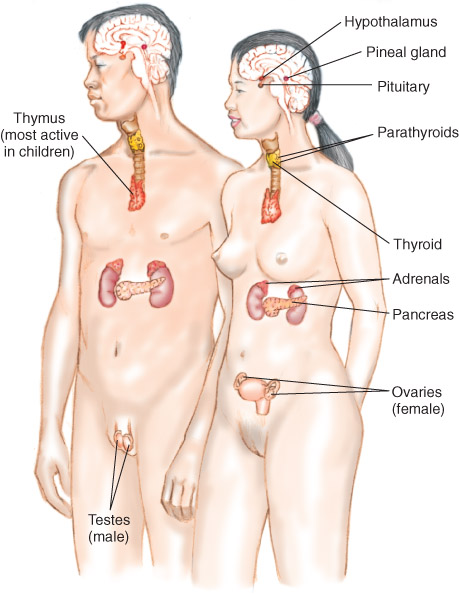 Hypothalamus
Pineal gland
Pituitary
Thymus
(most active
in children)
Parathyroids
Thyroid
Adrenals
Pancreas
Ovaries
(female)
Testes
(male)